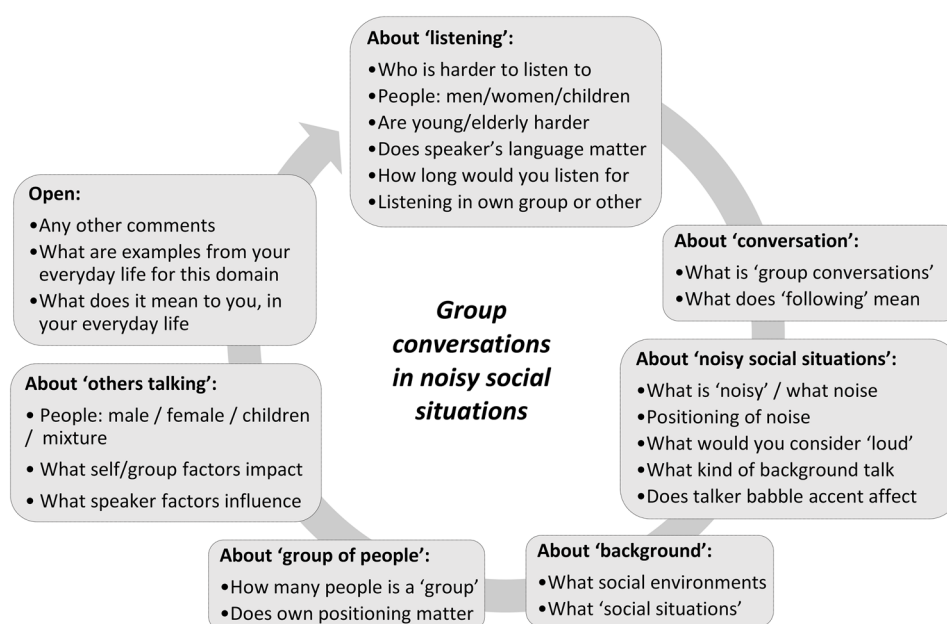 About ‘listening’:
•Who is harder to listen to
•People: men/women/children
•Are young/elderly harder
•Does speaker’s language matter
•How long would you listen for
•Listening in own group or other
About ‘conversation’:
•What is ‘group conversations’
•What does ‘following’ mean
About ‘noisy social situations’:
•What is ‘noisy’ / what noise
•Positioning of noise
•What would you consider ‘loud’
•What kind of background talk
•Does talker babble accent affect
About ‘background’:
•What social environments
•What ‘social situations’
About ‘group of people’:
•How many people is a ‘group’
•Does own positioning matter
About ‘others talking’:
• People: male / female / children
/ mixture
• What self/group factors impact
• What speaker factors influence
Open:
•Any other comments
•What are examples from your
everyday life for this domain
•What does it mean to you, in
your everyday life
Group
conversations
in noisy social
situations